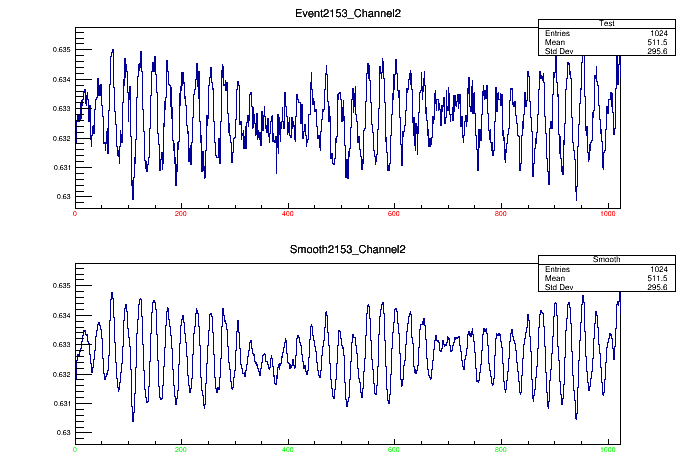 Event2153_Channel2
Test
Entries 1024
Mean 511.5
Std Dev 295.6
0.635
0.634
0.633
0.632
0.631
0.63
0 200 400 600 800 1000
Smooth2153_Channel2
Smooth
Entries 1024
Mean 511.5
Std Dev 295.6
0.635
0.634
0.633
0.632
0.631
0.63
0 200 400 600 800 1000